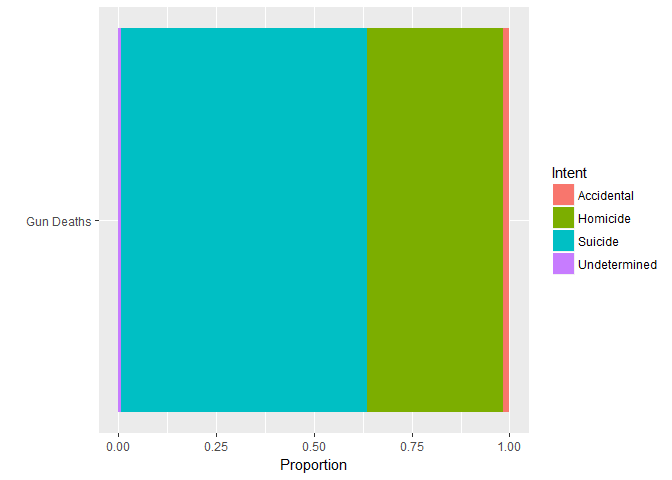 Intent
Accidental
Homicide
Suicide
Undetermined
Gun Deaths
0.00 0.25 0.50 0.75 1.00
Proportion